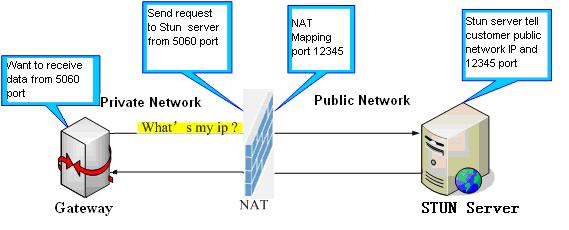 Send request
to Stun server
from 5060 port
NAT
Mapping
port 12345
Stun server tell
customer public
network IP and
12345 port
Want to receive
data from 5060
port
Private Network
Public Network
What's my ip ?
Gateway
NAT
STUN Server